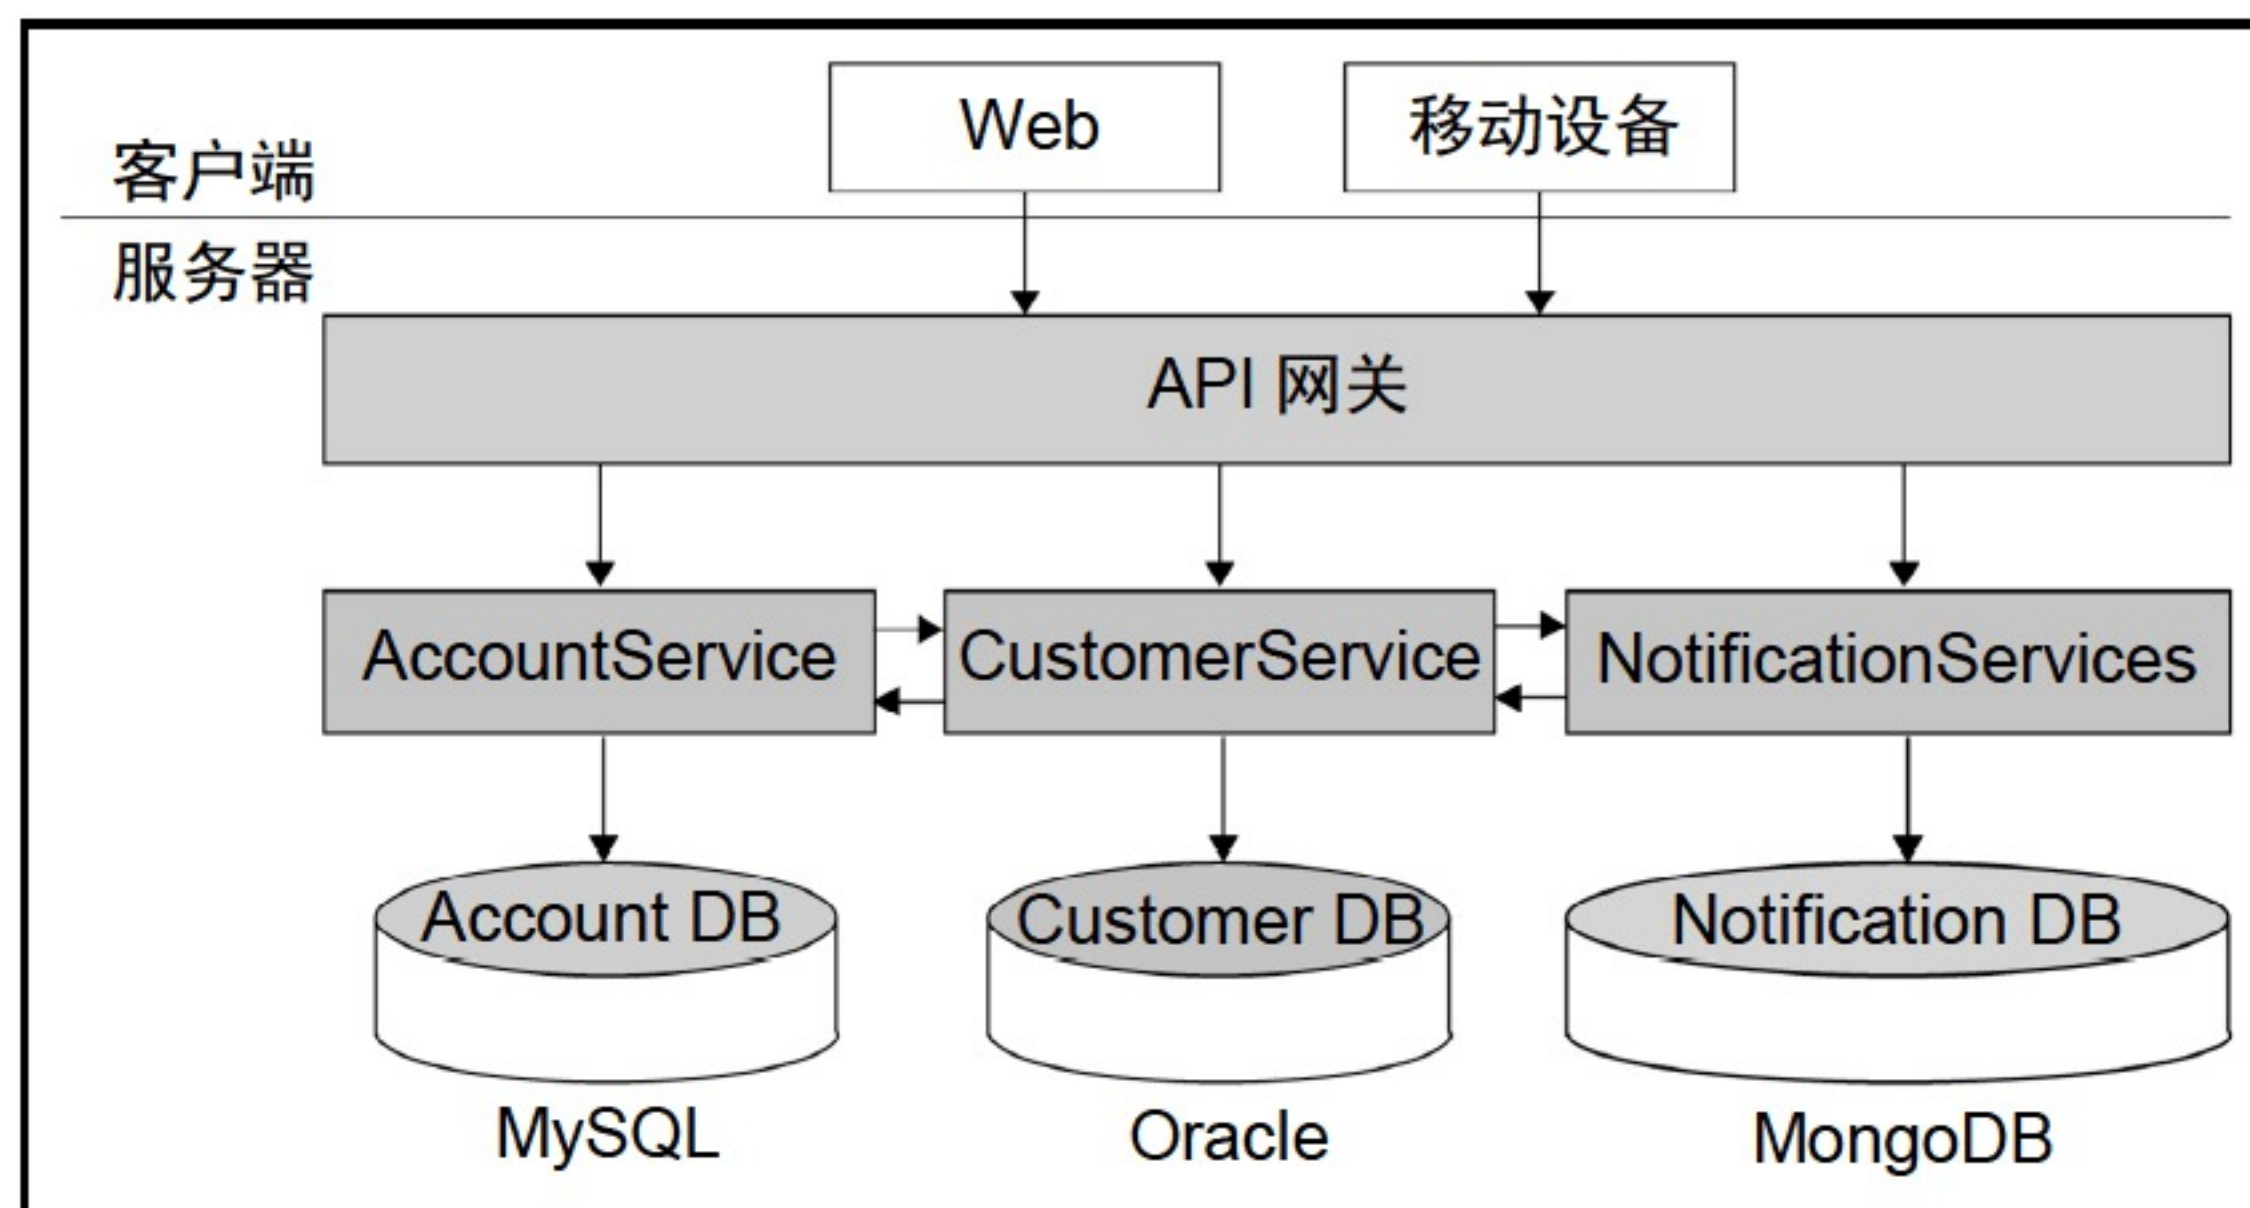 Web
移动设备
客户端
服务器
API 网关
AccountService
CustomerService
NotificationServices
Account DB
Customer DB
Notification DB
MySQL
Oracle
MongoDB